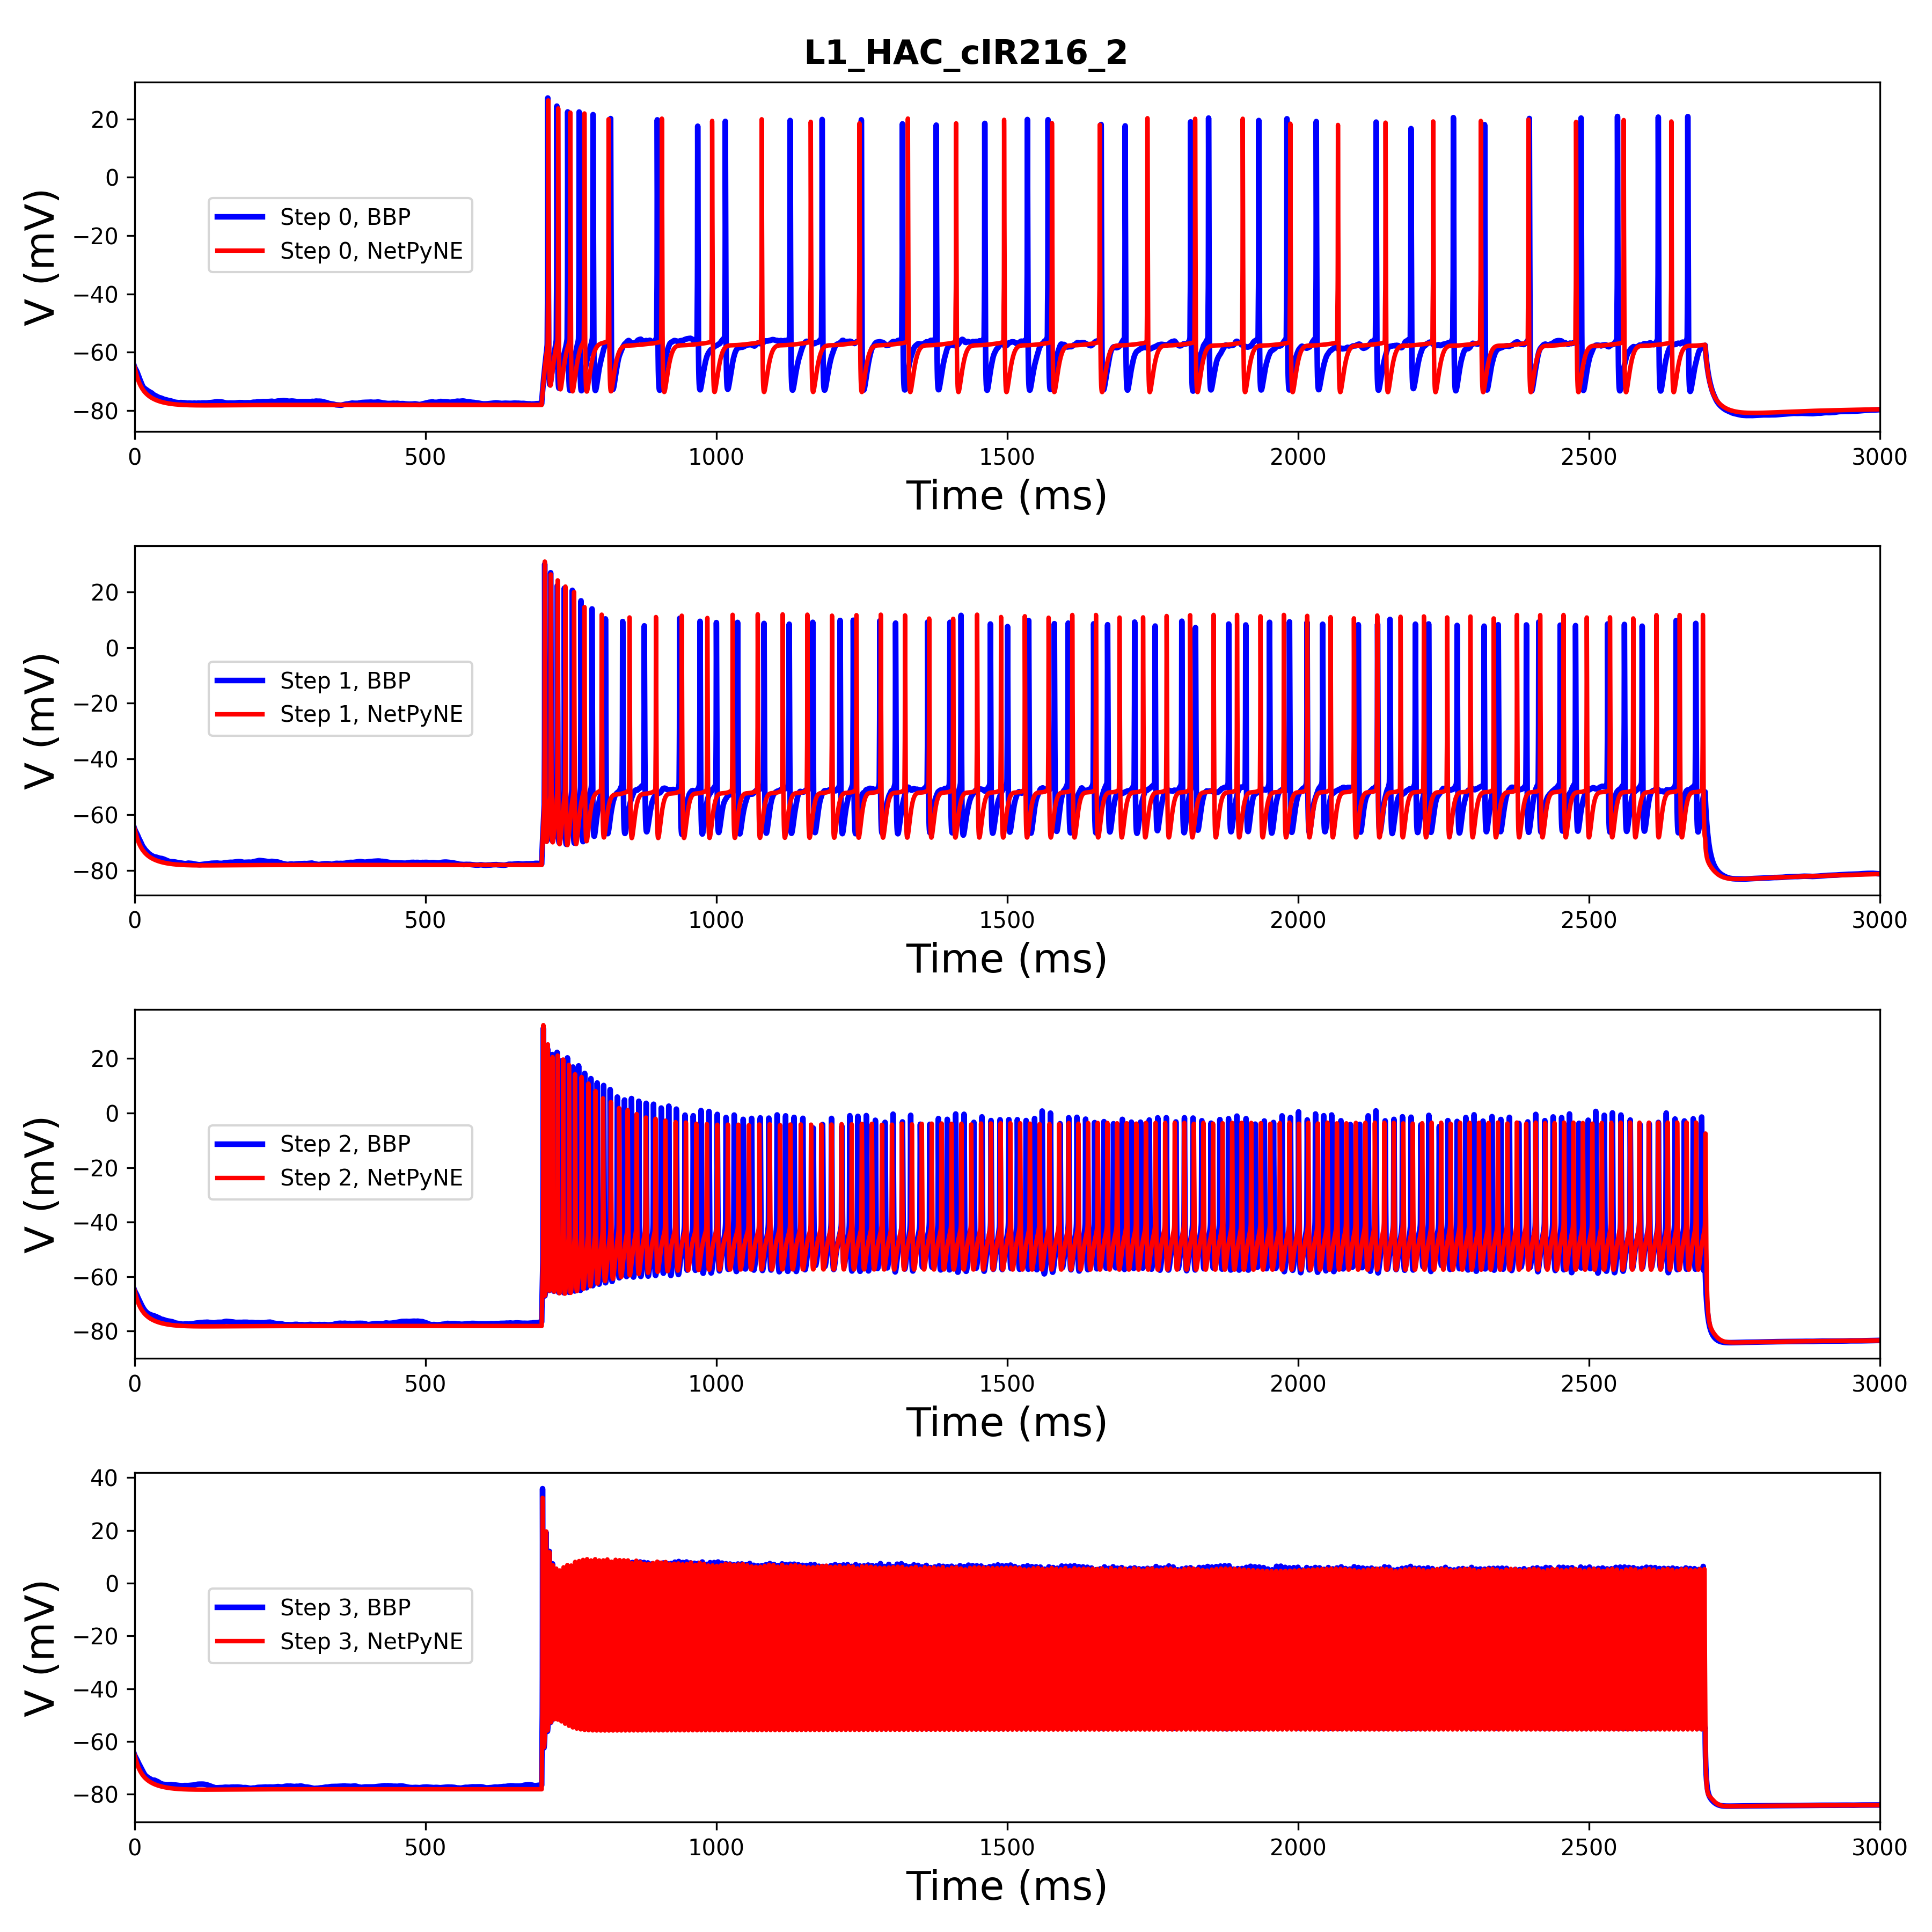 L1_HAC_cIR216_2
20
0
−20
−40
−60
−80
V (mV)
Step 0, BBP
Step 0, NetPyNE
0 500 1000 1500 2000 2500 3000
Time (ms)
20
0
−20
−40
−60
−80
V (mV)
Step 1, BBP
Step 1, NetPyNE
0 500 1000 1500 2000 2500 3000
Time (ms)
20
0
−20
−40
−60
−80
V (mV)
Step 2, BBP
Step 2, NetPyNE
0 500 1000 1500 2000 2500 3000
Time (ms)
40
20
0
−20
−40
−60
−80
V (mV)
Step 3, BBP
Step 3, NetPyNE
0 500 1000 1500 2000 2500 3000
Time (ms)